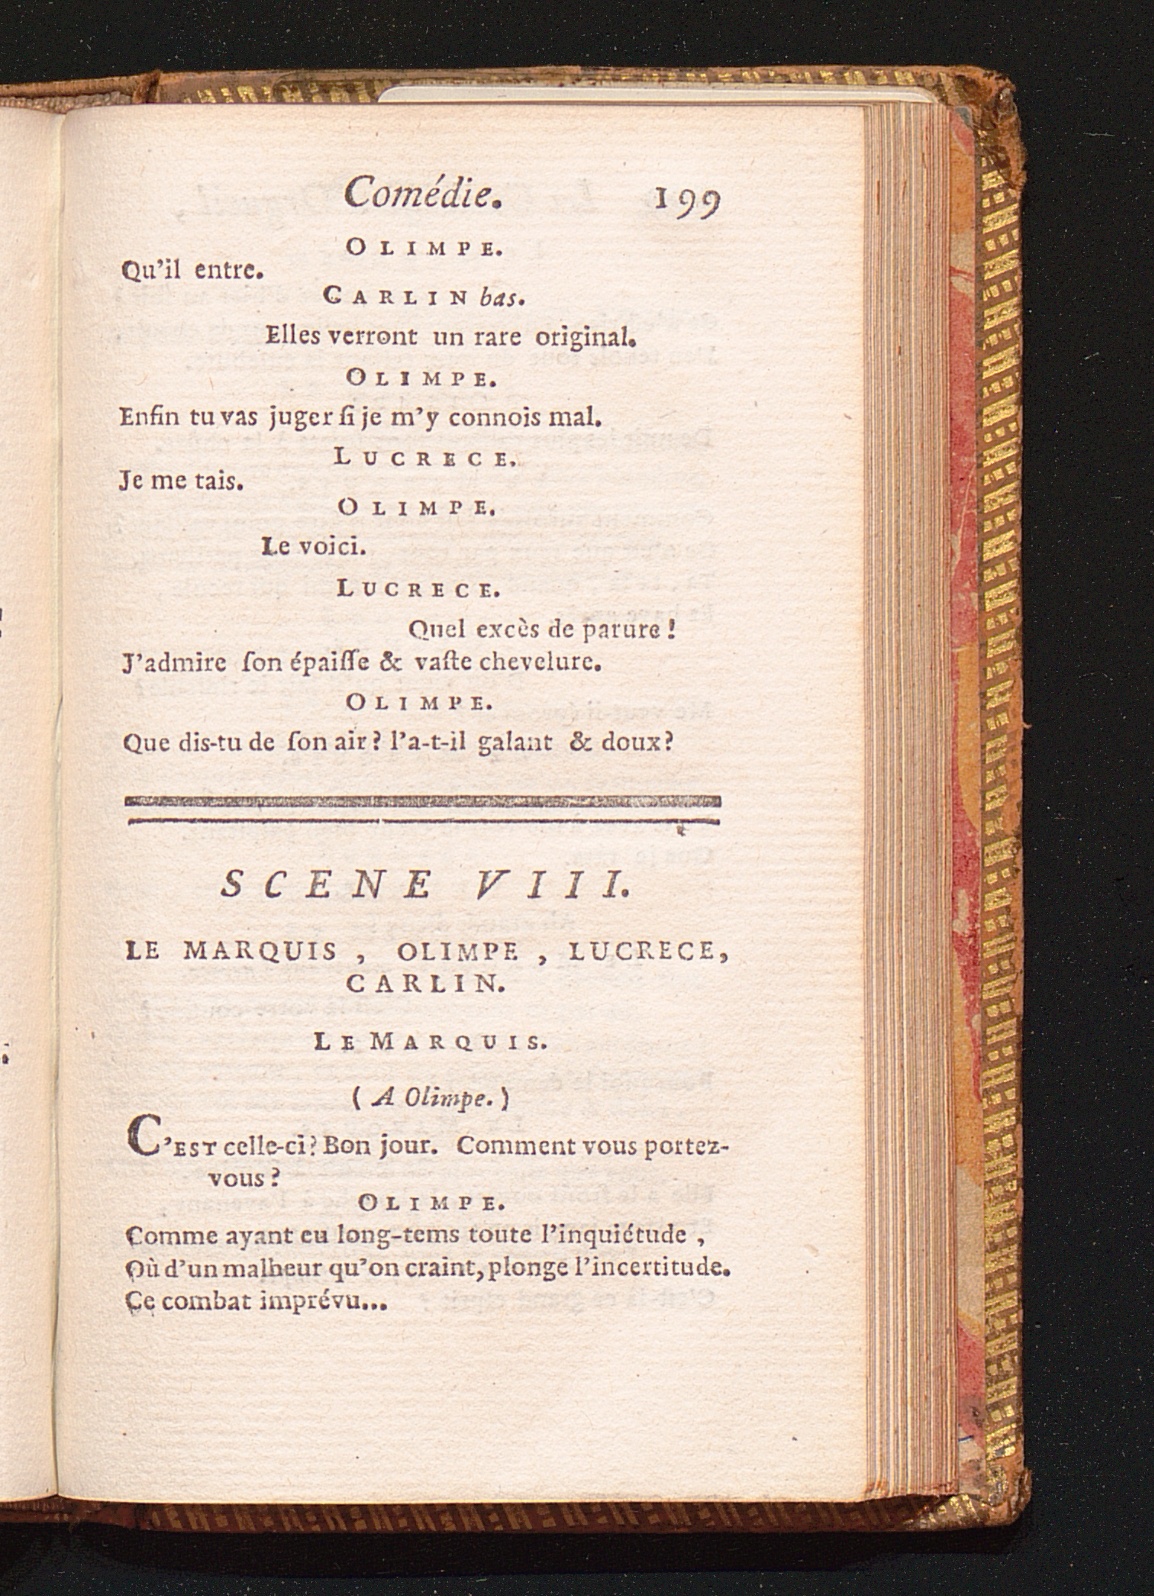 Comédie. 199
OLIMPE.
Qu'il entre.
CARLIN bas.
Elles verront un rare original.
OLIMPE.
Enfin tu vas juger ſi je m'y connois mal.
LUCRECE.
Je me tais.
OLIMPE.
Le voici.
LUCRECE.
Quel excès de parure !
J'admire ſon épaiſſe & vaſte chevelure.
OLIMPE.
Que dis-tu de ſon air ? l'a-t-il galant & doux ?
SCENE VIII.
LE MARQUIS , OLIMPE , LUCRECE,
CARLIN.
LE MARQUIS.
( A Olimpe. )
C'EST celle-ci ? Bon jour. Comment vous portez-
vous ?
OLIMPE.
Comme ayant eu long-tems toute l'inquiétude ,
Où d'un malheur qu'on craint, plonge l'incertitude.
Ce combat imprévu...